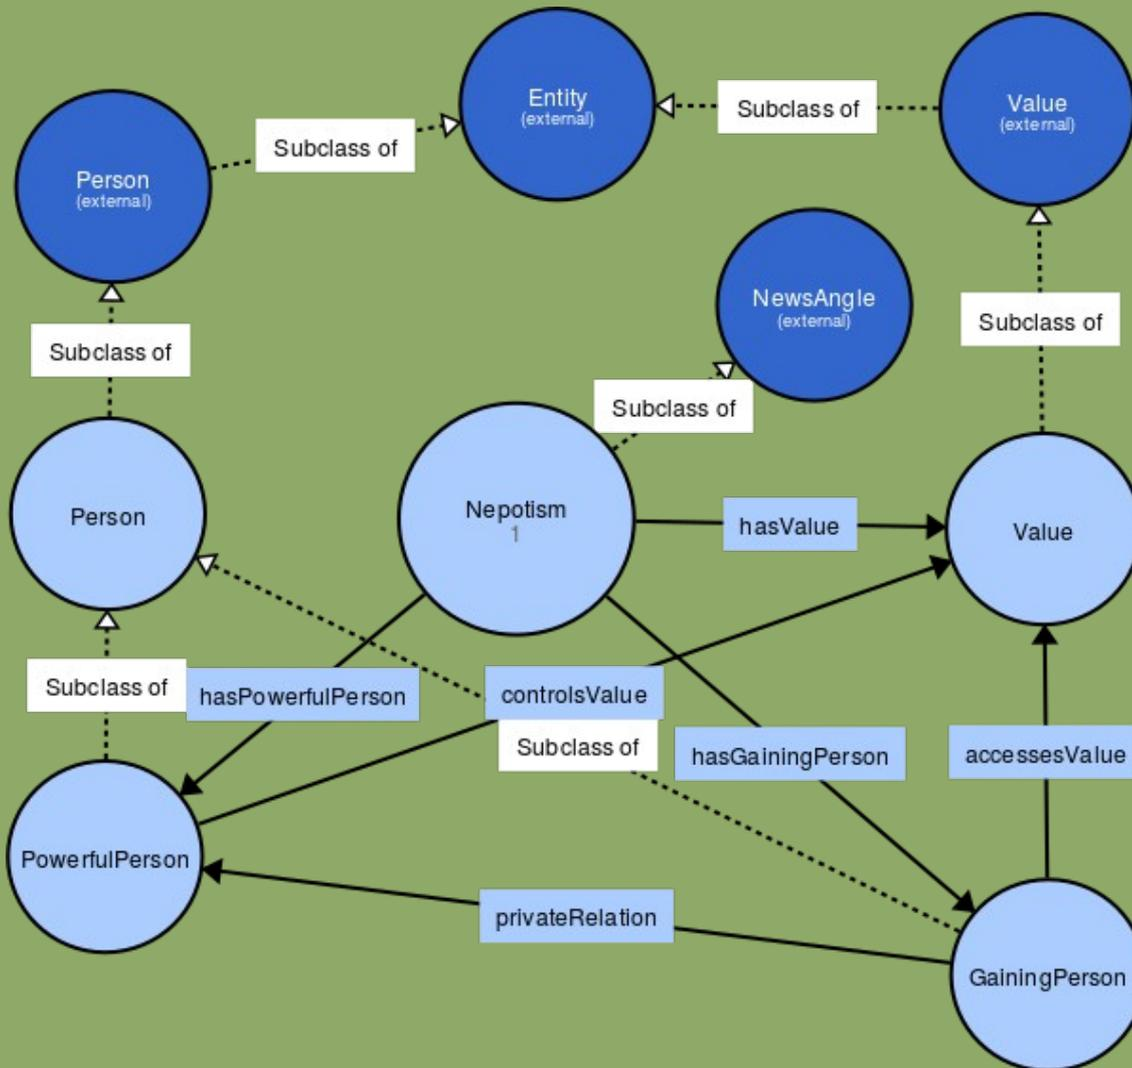 Entity
(external)
Subclass of
Value
(external)
Subclass of
Person
(external)
NewsAngle
(external)
Subclass of
Subclass of
Subclass of
Person
Nepotism
1
hasValue
Value
Subclass of
hasPowerfulPerson
controlsValue
Subclass of
hasGainingPerson
accessesValue
PowerfulPerson
privateRelation
GainingPerson